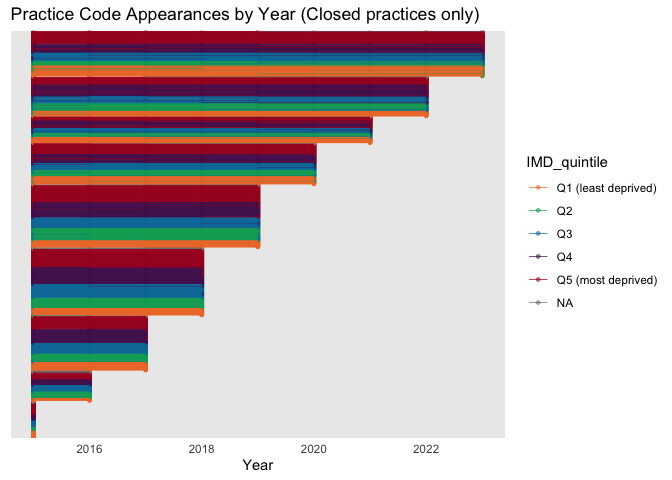 Practice Code Appearances by Year (Closed practices only)
IMD_quintile
Q1 (least deprived)
Q2
Q3
Q4
Q5 (most deprived)
NA
2016
2018
2020
2022
Year